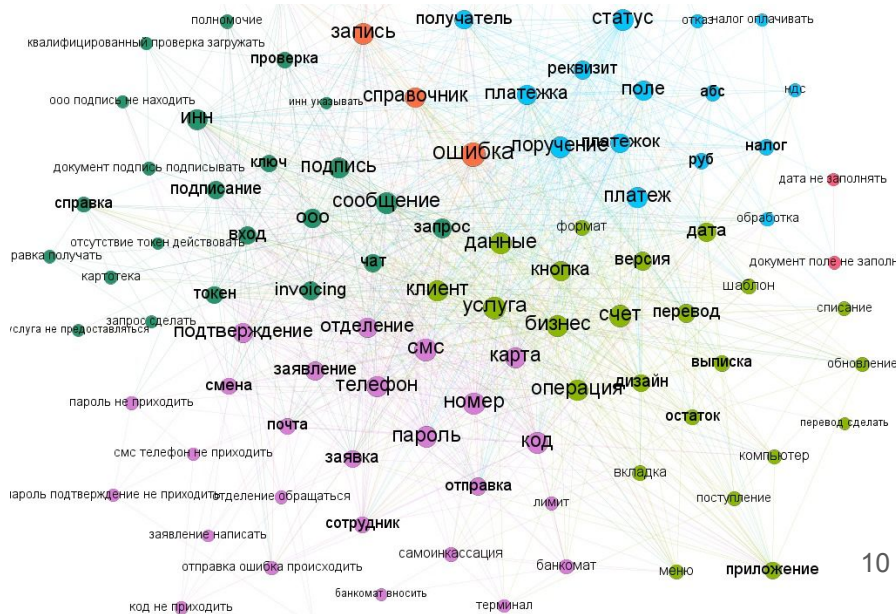 полномочие
получатель
статус
отказ
налог оплачивать
запись
квалифицированный проверка загружать
проверка
реквизит
справочник
платежка
поле
абс
ндс
ооо подпись не находить
инн указывать
инн
ошибка
поручение
платежок
налог
руб
документ подпись подписывать
ключ
подпись
дата не заполнять
подписание
сообщение
платеж
справка
ооо
запрос
формат
дата
обработка
вход
данные
отсутствие токен действовать
равка получать
чат
кнопка
версия
документ поле не заполн
картотека
токен
invoicing
клиент
шаблон
услуга
запрос сделать
услуга не предоставляться
подтверждение
отделение
бизнес
счет
перевод
списание
смс
карта
заявление
выписка
обновление
смена
телефон
операция
дизайн
пароль не приходить
номер
остаток
почта
перевод сделать
пароль
код
смс телефон не приходить
заявка
компьютер
вкладка
отправка
пароль подтверждение не приходить
отделение обращаться
лимит
поступление
сотрудник
заявление написать
самоинкассация
отправка ошибка происходить
банкомат
меню
приложение
10
банкомат вносить
код не приходить
терминал